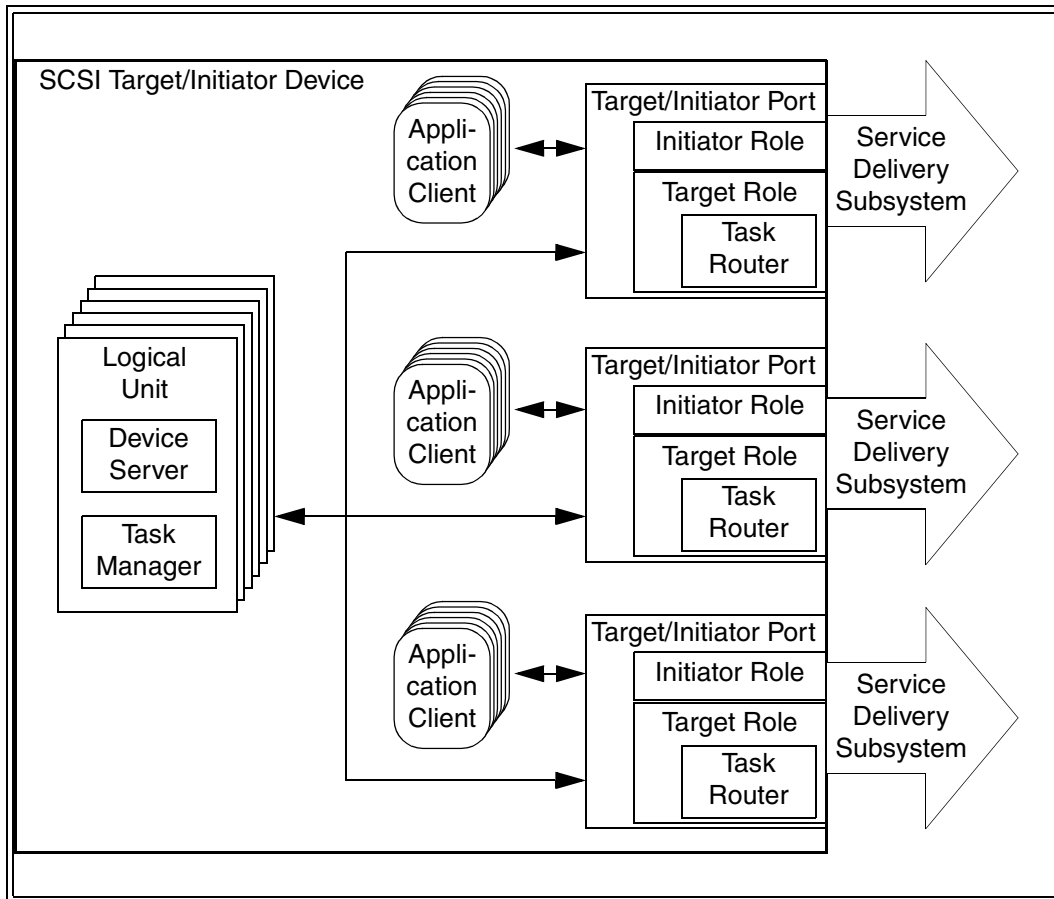 SCSI Target/Initiator Device
Appli-
cation
Client
Target/Initiator Port
Initiator Role
Target Role
Task
Router
Service
Delivery
Subsystem
Logical
Unit
Device
Server
Task
Manager
Appli-
cation
Client
Target/Initiator Port
Initiator Role
Target Role
Task
Router
Service
Delivery
Subsystem
Appli-
cation
Client
Target/Initiator Port
Initiator Role
Target Role
Task
Router
Service
Delivery
Subsystem